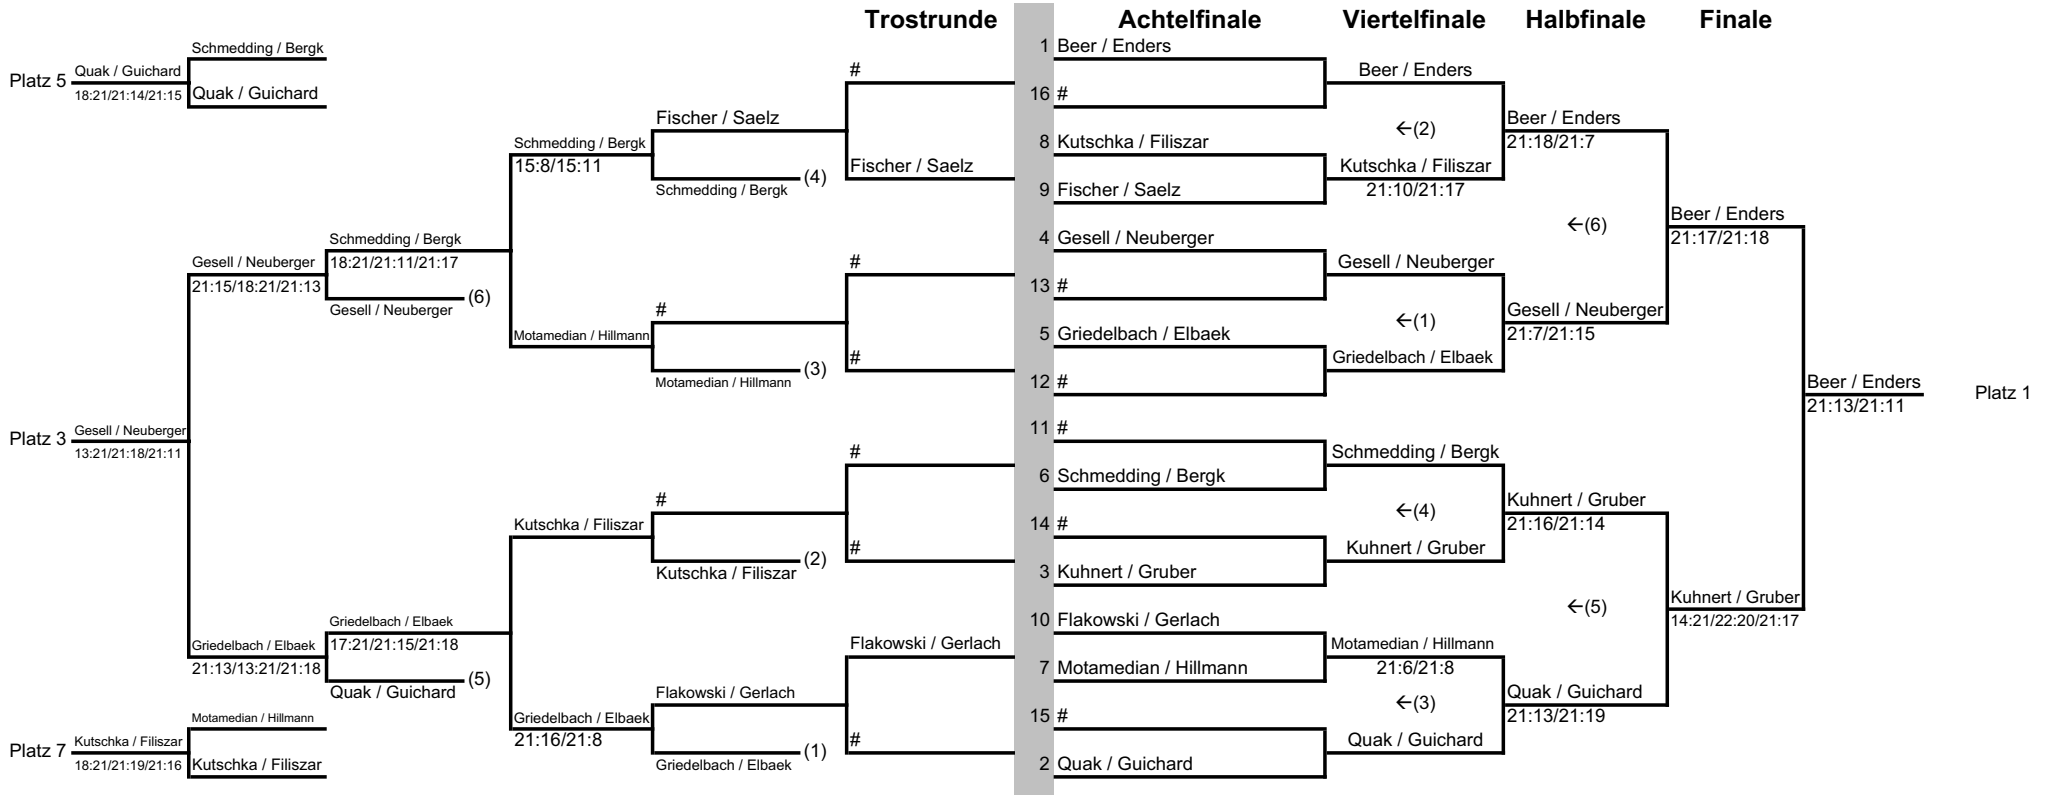 Trostrunde
Achtelfinale
Viertelfinale
Halbfinale
Finale
Platz 5
Quak / Guichard
18:21/21:14/21:15
Schmedding / Bergk
Quak / Guichard
Platz 3
Gesell / Neuberger
13:21/21:18/21:11
Gesell / Neuberger
21:15/18:21/21:13
Griedelbach / Elbaek
21:13/13:21/21:18
Platz 7
Kutschka / Filiszar
18:21/21:19/21:16
Motamedian / Hillmann
Kutschka / Filiszar
Schmedding / Bergk
18:21/21:11/21:17
(6)
Gesell / Neuberger
Griedelbach / Elbaek
17:21/21:15/21:18
(5)
Quak / Guichard
Schmedding / Bergk
15:8/15:11
Motamedian / Hillmann
Kutschka / Filiszar
Griedelbach / Elbaek
21:16/21:8
Fischer / Saelz
(4)
Schmedding / Bergk
#
(3)
Motamedian / Hillmann
#
(2)
Kutschka / Filiszar
Flakowski / Gerlach
(1)
Griedelbach / Elbaek
#
Fischer / Saelz
#
#
#
#
Flakowski / Gerlach
#
1 Beer / Enders
16 #
8 Kutschka / Filiszar
9 Fischer / Saelz
4 Gesell / Neuberger
13 #
5 Griedelbach / Elbaek
12 #
11 #
6 Schmedding / Bergk
14 #
3 Kuhnert / Gruber
10 Flakowski / Gerlach
7 Motamedian / Hillmann
15 #
2 Quak / Guichard
Beer / Enders
←(2)
Kutschka / Filiszar
21:10/21:17
Gesell / Neuberger
←(1)
Griedelbach / Elbaek
Schmedding / Bergk
←(4)
Kuhnert / Gruber
Motamedian / Hillmann
21:6/21:8
←(3)
Quak / Guichard
Beer / Enders
21:18/21:7
←(6)
Gesell / Neuberger
21:7/21:15
Kuhnert / Gruber
21:16/21:14
←(5)
Quak / Guichard
21:13/21:19
Beer / Enders
21:17/21:18
Kuhnert / Gruber
14:21/22:20/21:17
Beer / Enders
21:13/21:11
Platz 1